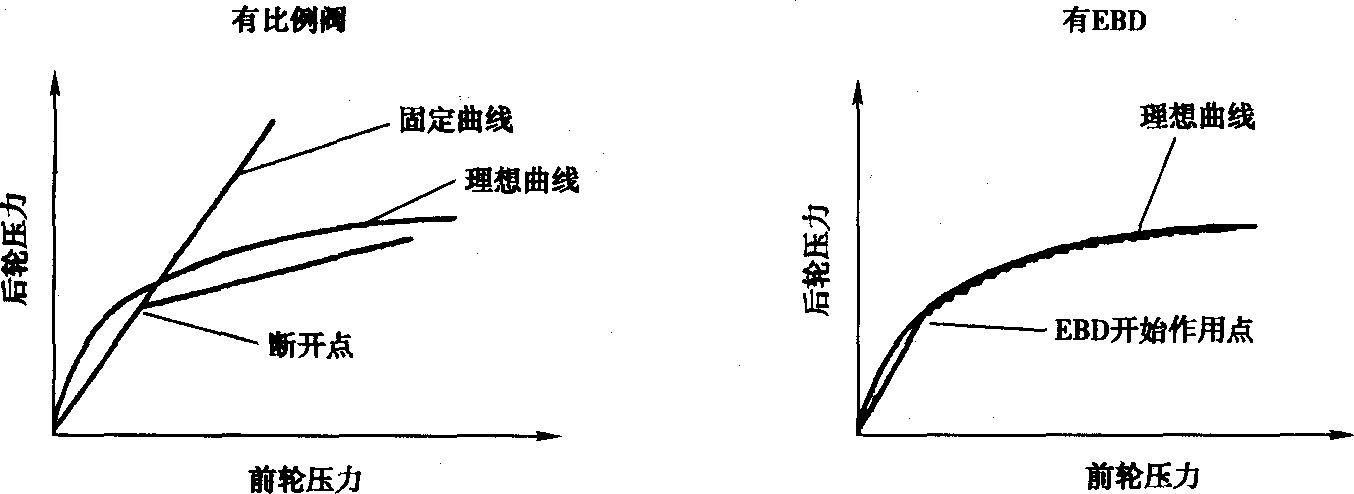 有比例阀
固定曲线
理想曲线
断开点
后轮压力
前轮压力
有EBD
理想曲线
EBD开始作用点
后轮压力
前轮压力